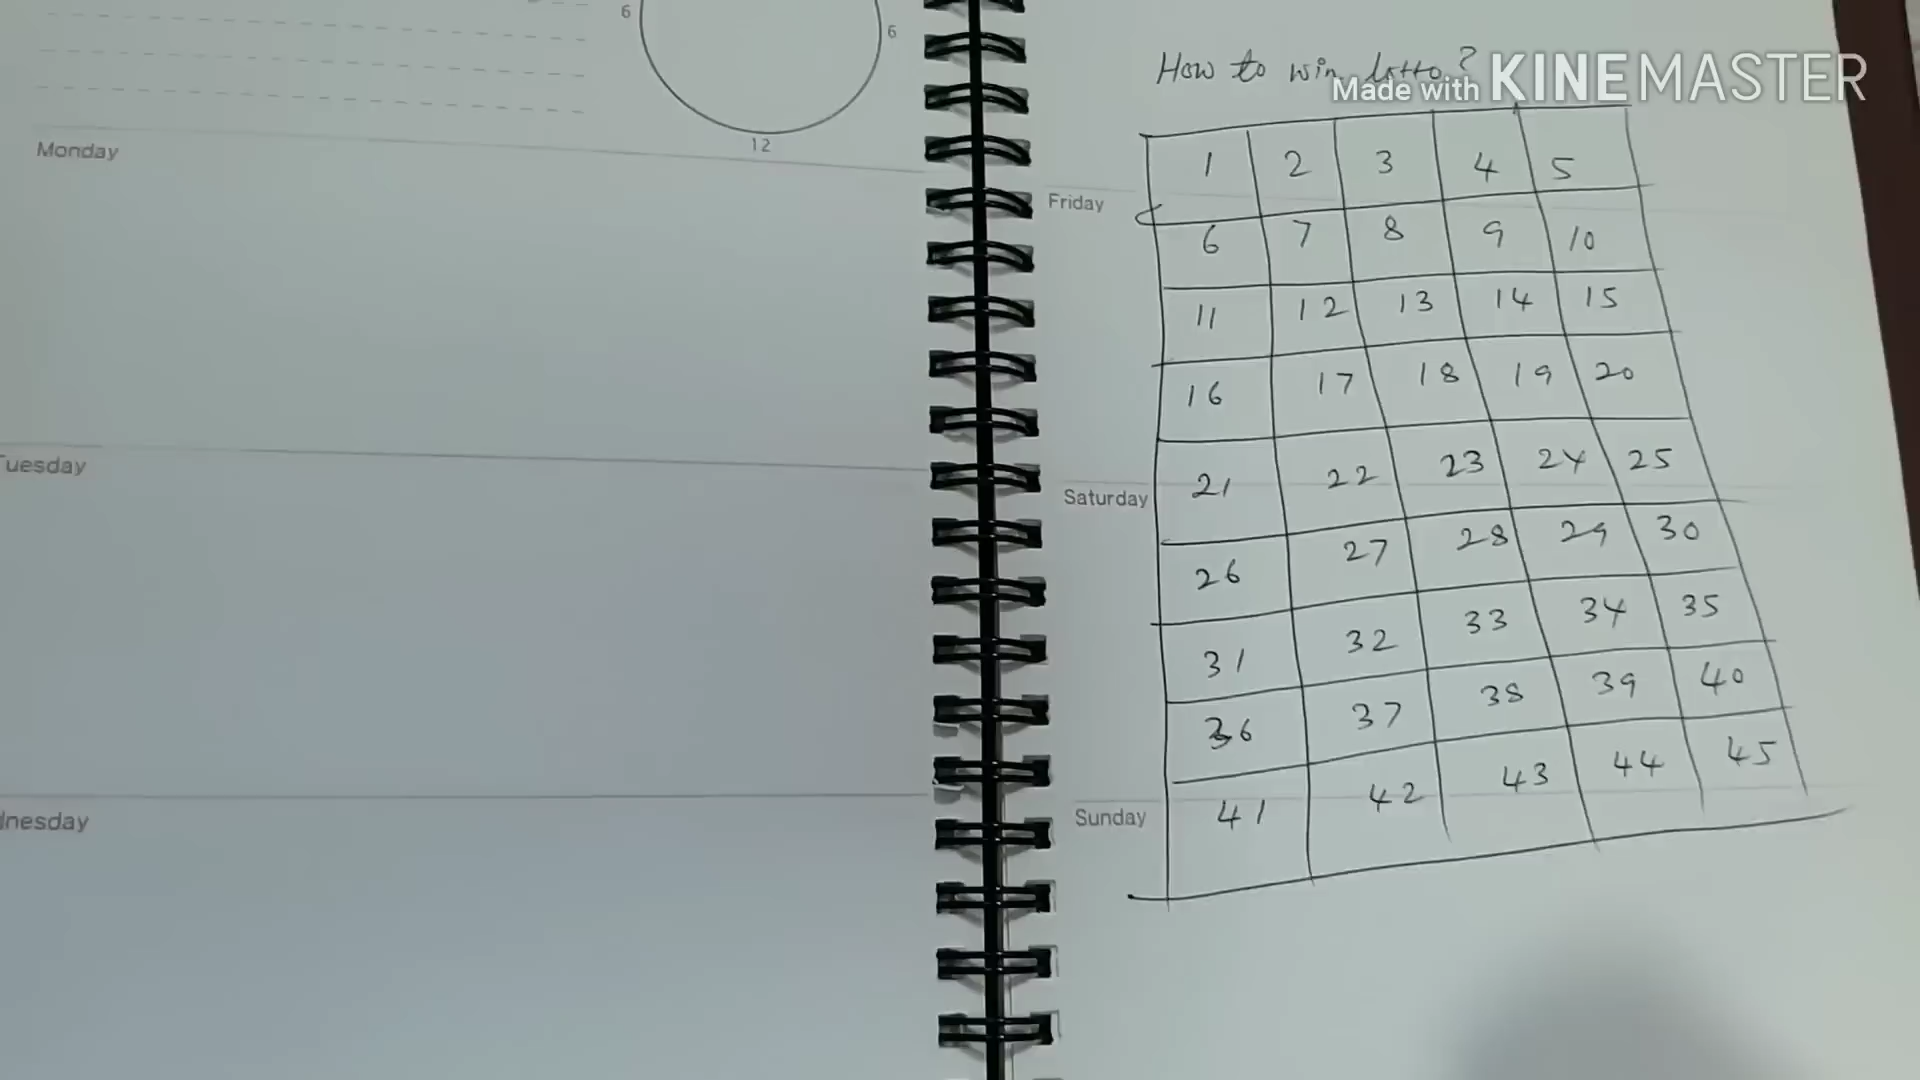 6
6
12
Monday
Tuesday
dnesday
How to win lotto?
Made with KINEMASTER
Friday
Saturday
Sunday
1 2 3 4 5
6 7 8 9 10
11 12 13 14 15
16 17 18 19 20
21 22 23 24 25
26 27 28 29 30
31 32 33 34 35
36 37 38 39 40
41 42 43 44 45